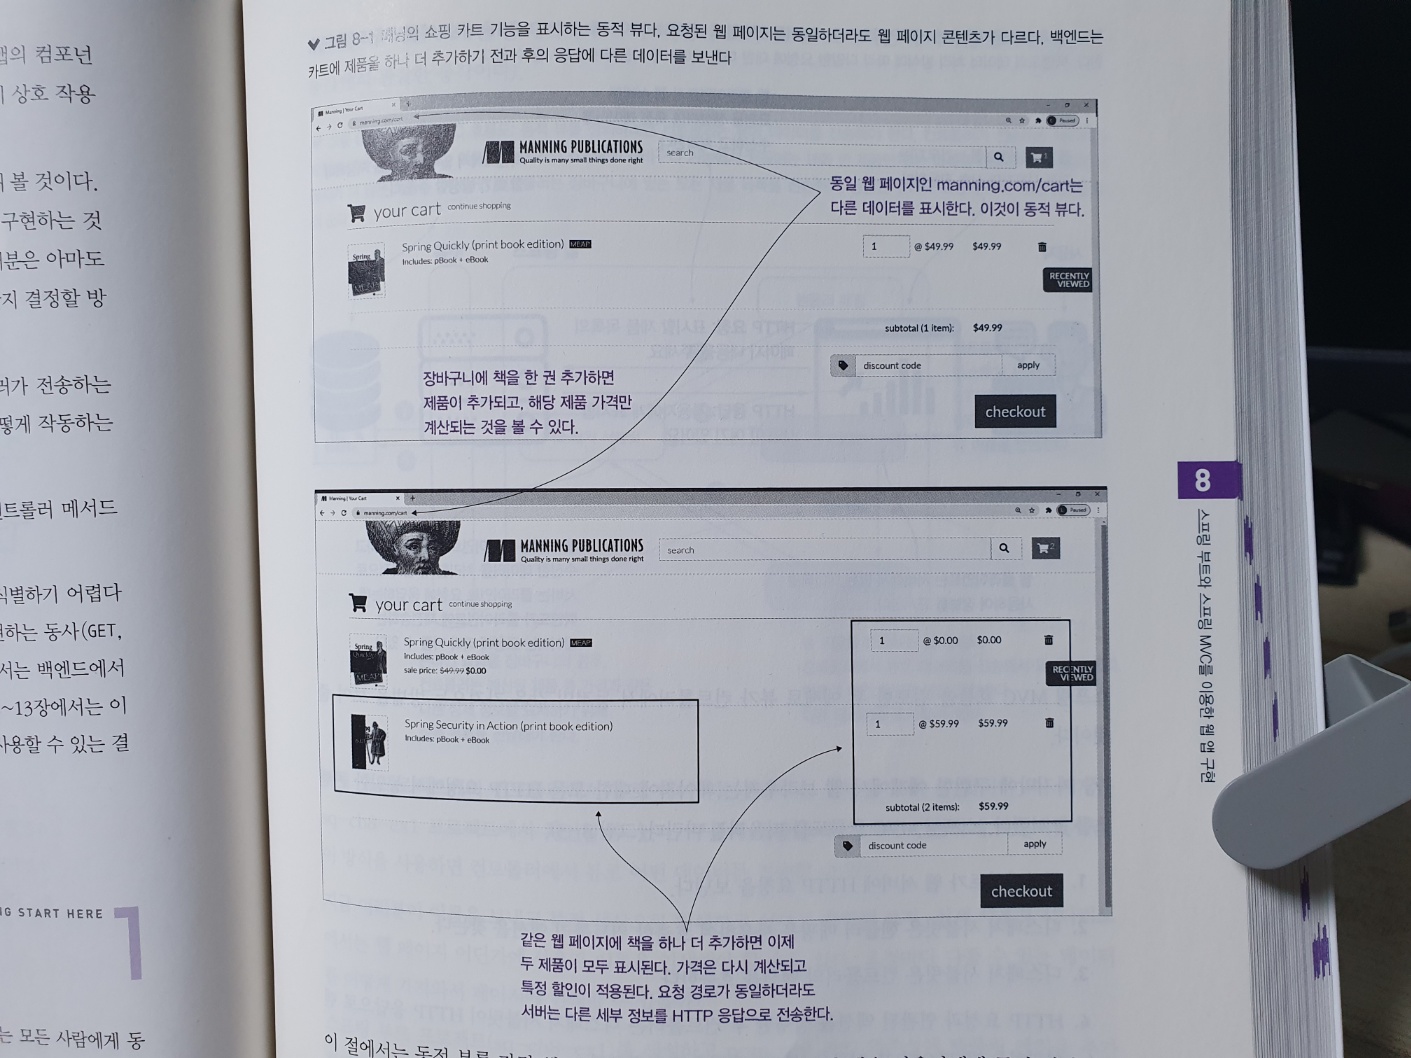 앱의 컴포넌
상호 작용
볼 것이다.
구현하는 것
분은 아마도
지 결정할 방
러가 전송하는
떻게 작동하는
컨트롤러 메서드
식별하기 어렵다
현하는 동사(GET,
서는 백엔드에서
~13장에서는 이
사용할 수 있는 결
NG START HERE
1
는 모든 사람에게 동
그림 8-1 매닝의 쇼핑 카트 기능을 표시하는 동적 뷰다. 요청된 웹 페이지는 동일하더라도 웹 페이지 콘텐츠가 다르다. 백엔드는
카트에 제품을 하나 더 추가하기 전과 후의 응답에 다른 데이터를 보낸다
Manning | Your Cart
manning.com/cart
Paused
MANNING PUBLICATIONS
Quality is many small things done right
search
1
동일 웹 페이지인 manning.com/cart는
다른 데이터를 표시한다. 이것이 동적 뷰다.
your cart continue shopping
Spring Quickly (print book edition) MEAP
Includes: pBook + eBook
Spring
MEAP
1 @ $49.99 $49.99
RECENTLY
VIEWED
subtotal (1 item): $49.99
discount code apply
checkout
장바구니에 책을 한 권 추가하면
제품이 추가되고, 해당 제품 가격만
계산되는 것을 볼 수 있다.
Manning | Your Cart
manning.com/cart
Paused
MANNING PUBLICATIONS
Quality is many small things done right
search
2
your cart continue shopping
Spring Quickly (print book edition) MEAP
Includes: pBook + eBook
sale price: $49.99 $0.00
Spring
MEAP
1 @ $0.00 $0.00
RECENTLY
VIEWED
Spring Security in Action (print book edition)
Includes: pBook + eBook
1 @ $59.99 $59.99
subtotal (2 items): $59.99
discount code apply
checkout
같은 웹 페이지에 책을 하나 더 추가하면 이제
두 제품이 모두 표시된다. 가격은 다시 계산되고
특정 할인이 적용된다. 요청 경로가 동일하더라도
서버는 다른 세부 정보를 HTTP 응답으로 전송한다.
이 절에서는 동적 뷰를
8
스프링 부트와 스프링 MVC를 이용한 웹 앱 구현